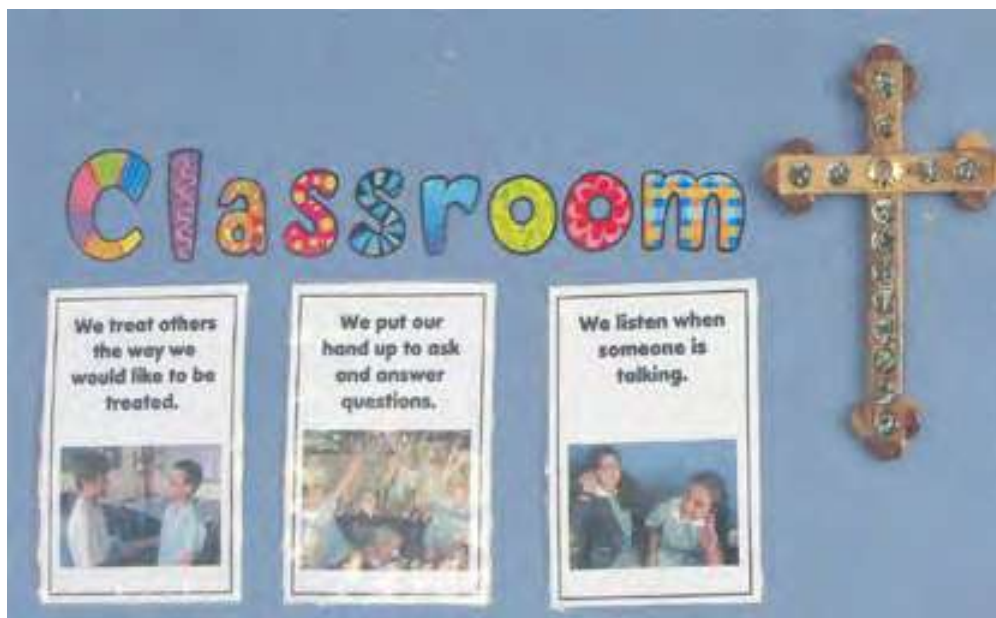 Classroom
We treat others
the way we
would like to be
treated.
We put our
hand up to ask
and answer
questions.
We listen when
someone is
talking.